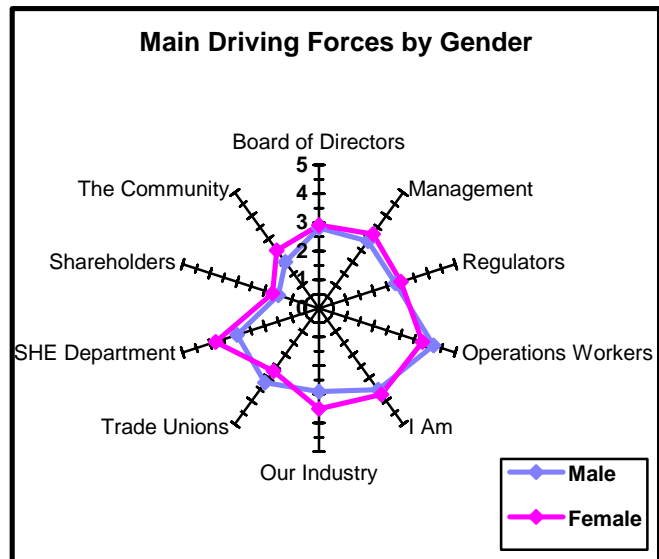 Main Driving Forces by Gender
Board of Directors
5
The Community
4
Management
3
Shareholders
2
Regulators
1
0
SHE Department
Operations Workers
Trade Unions
I Am
Our Industry
Male
Female